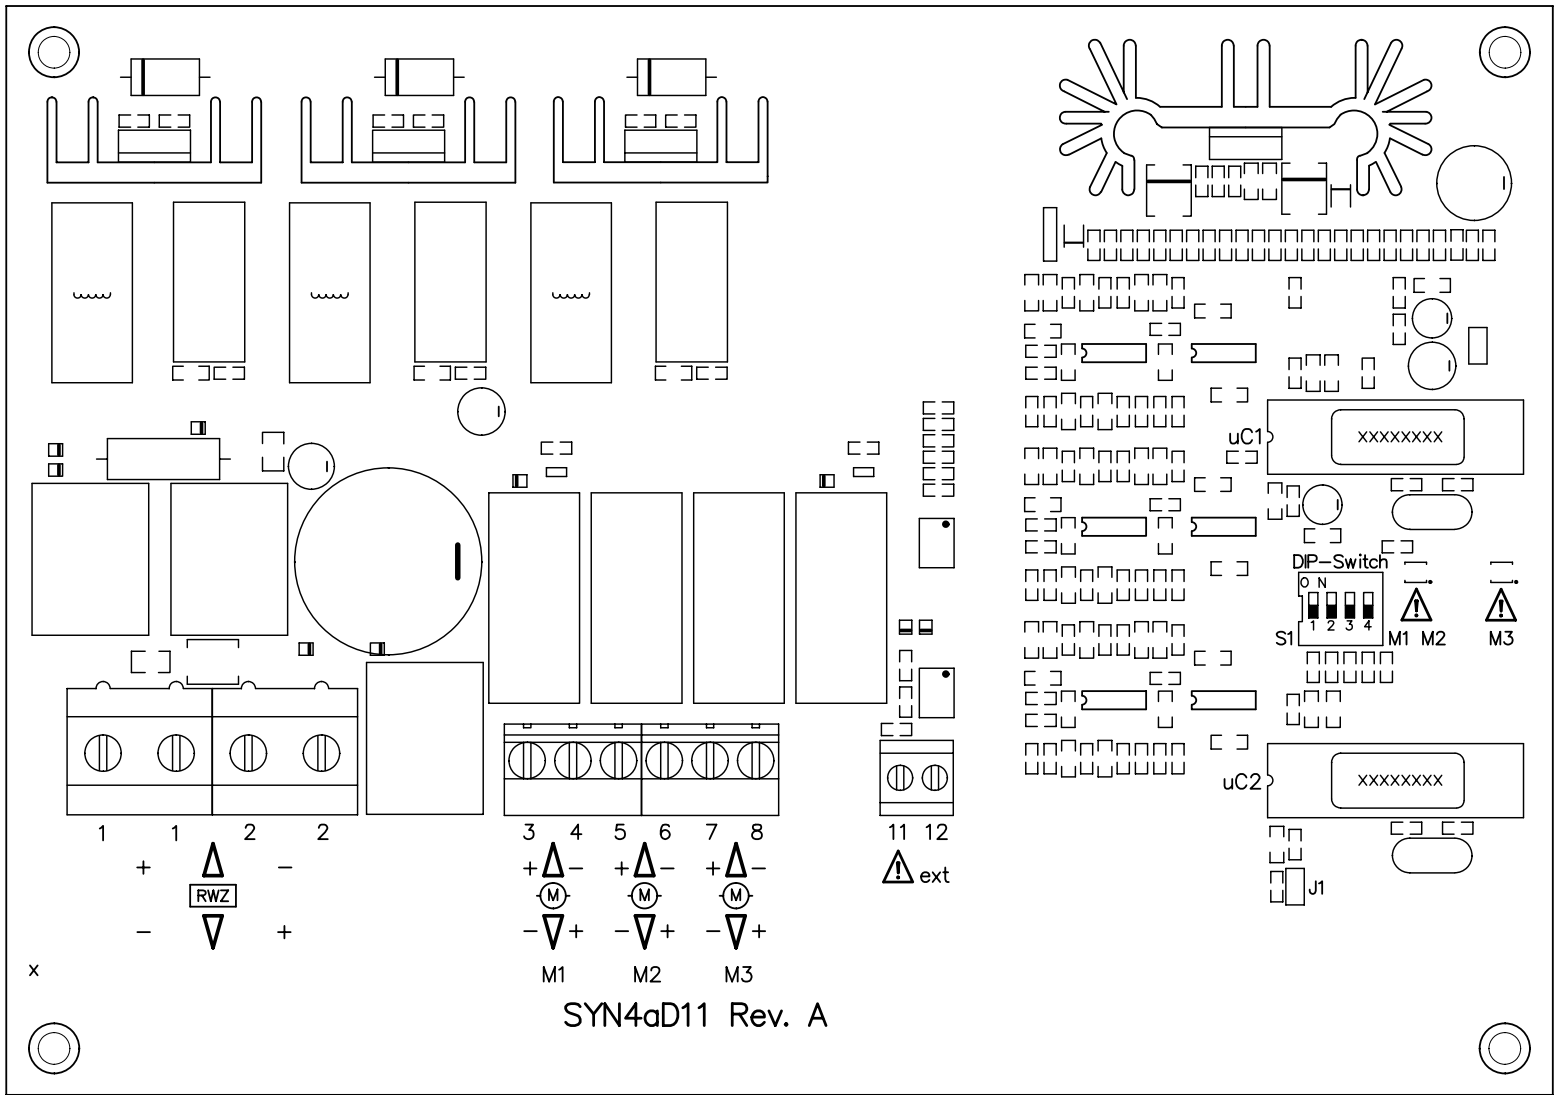 uC1
XXXXXXXX
DIP-Switch
O N
1 2 3 4
S1
M1 M2
M3
uC2
XXXXXXXX
1 1 2 2
3 4 5 6 7 8
11 12
+ -
+ - + - + -
ext
RWZ
M M M
J1
- +
- + - + - +
x
M1 M2 M3
SYN4aD11 Rev. A